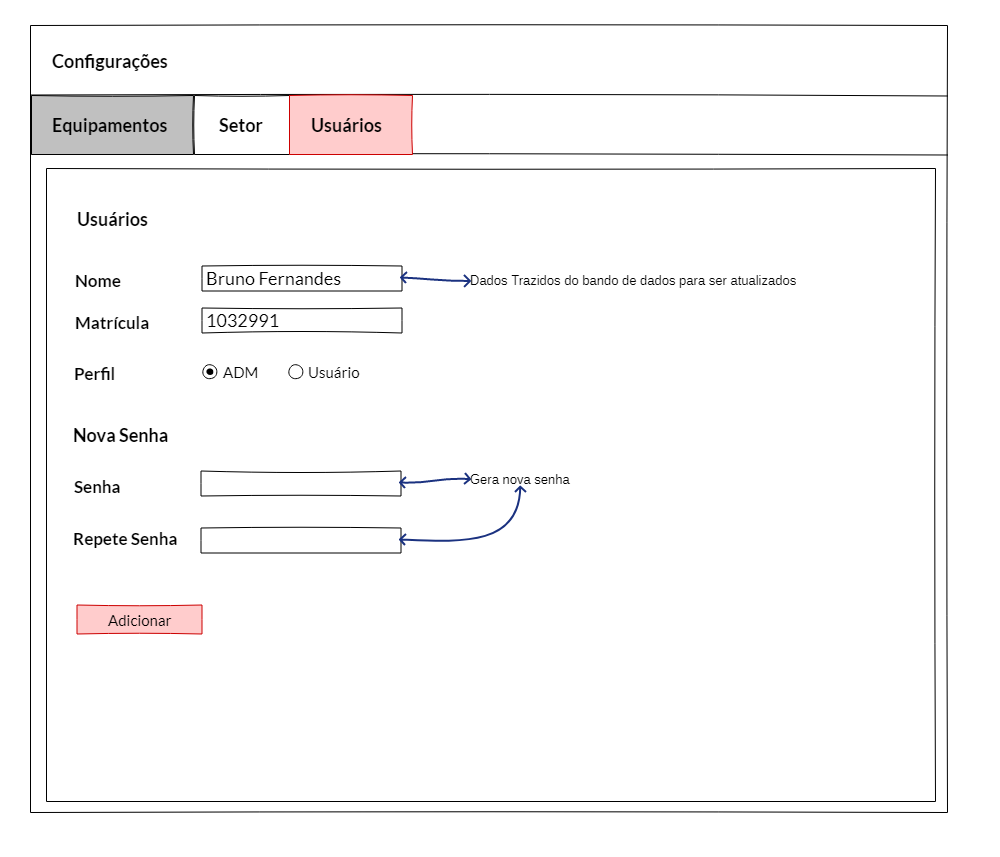 Configurações
Equipamentos Setor Usuários
Usuários
Nome Bruno Fernandes Dados Trazidos do bando de dados para ser atualizados
Matrícula 1032991
Perfil ADM Usuário
Nova Senha
Senha Gera nova senha
Repete Senha
Adicionar